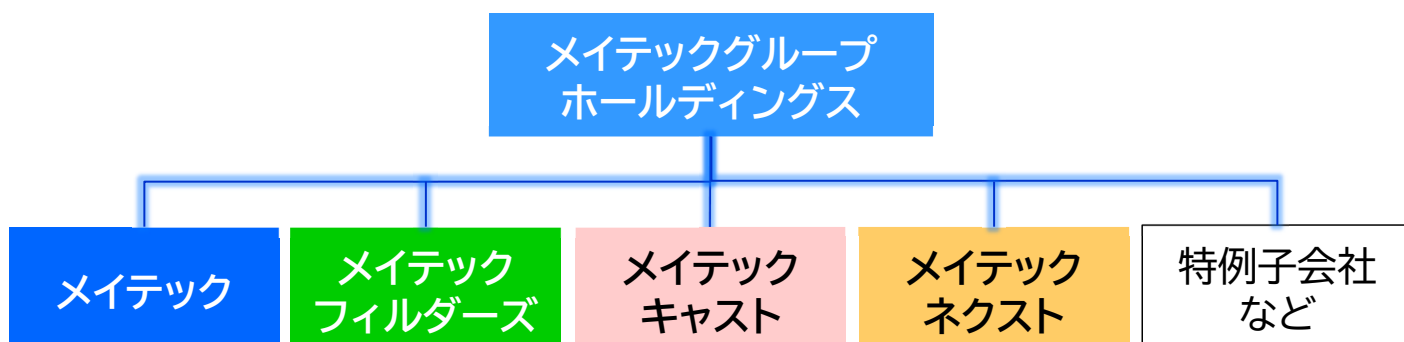 メイテックグループ
ホールディングス
メイテック
メイテック
フィルダーズ
メイテック
キャスト
メイテック
ネクスト
特例子会社
など